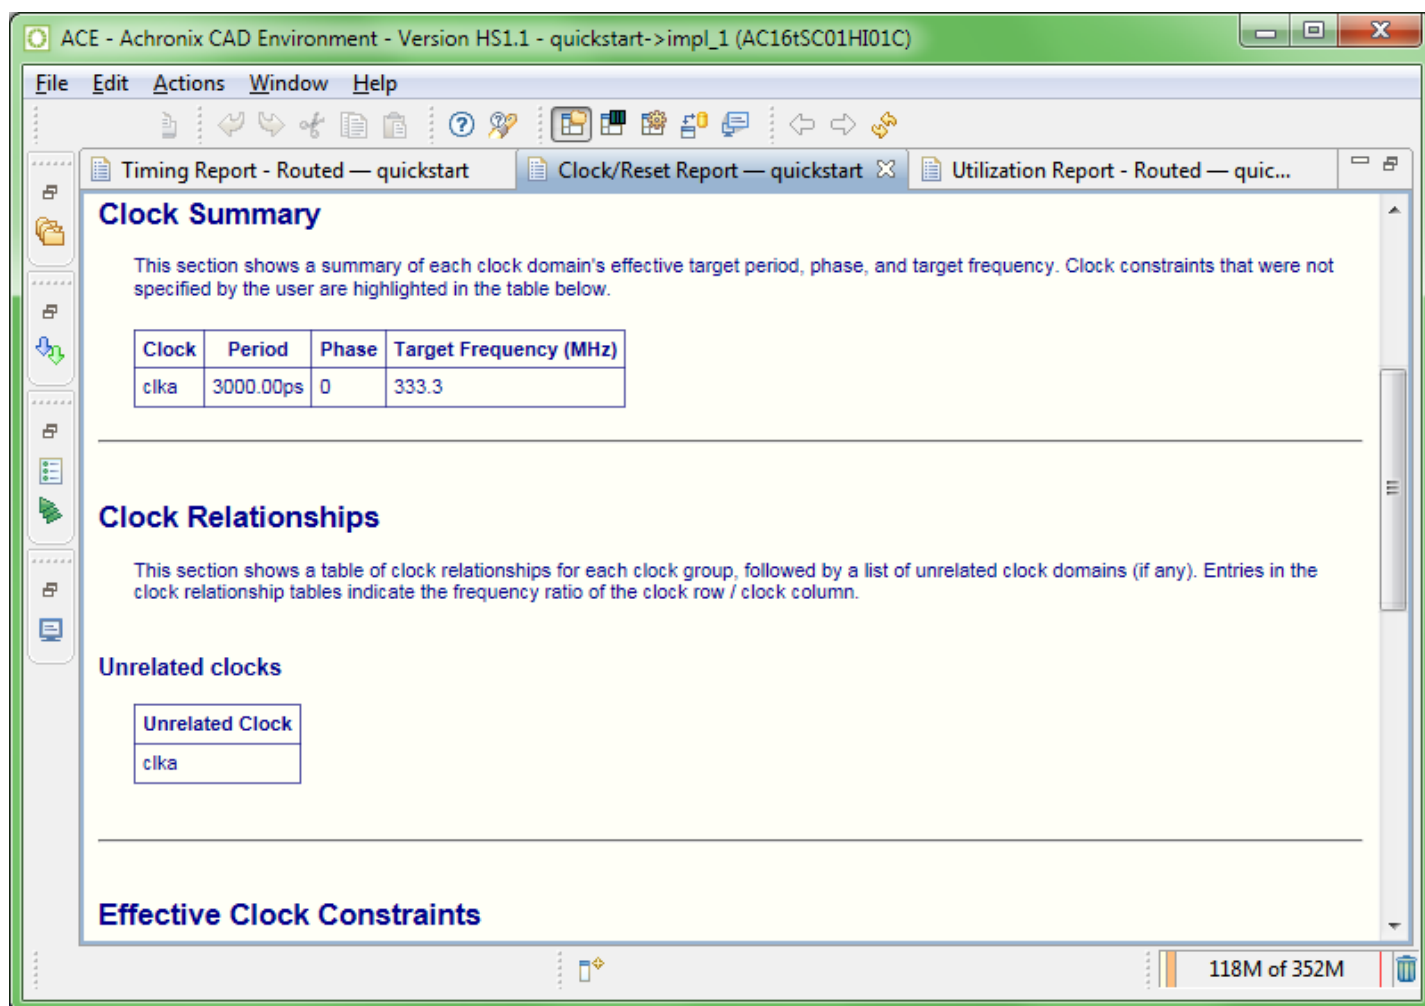 ACE - Achronix CAD Environment - Version HS1.1 - quickstart->impl_1 (AC16tSC01HI01C)
File Edit Actions Window Help
Timing Report - Routed — quickstart Clock/Reset Report — quickstart Utilization Report - Routed — quic...
Clock Summary
This section shows a summary of each clock domain's effective target period, phase, and target frequency. Clock constraints that were not
specified by the user are highlighted in the table below.
Clock Period Phase Target Frequency (MHz)
clka 3000.00ps 0 333.3
Clock Relationships
This section shows a table of clock relationships for each clock group, followed by a list of unrelated clock domains (if any). Entries in the
clock relationship tables indicate the frequency ratio of the clock row / clock column.
Unrelated clocks
Unrelated Clock
clka
Effective Clock Constraints
118M of 352M